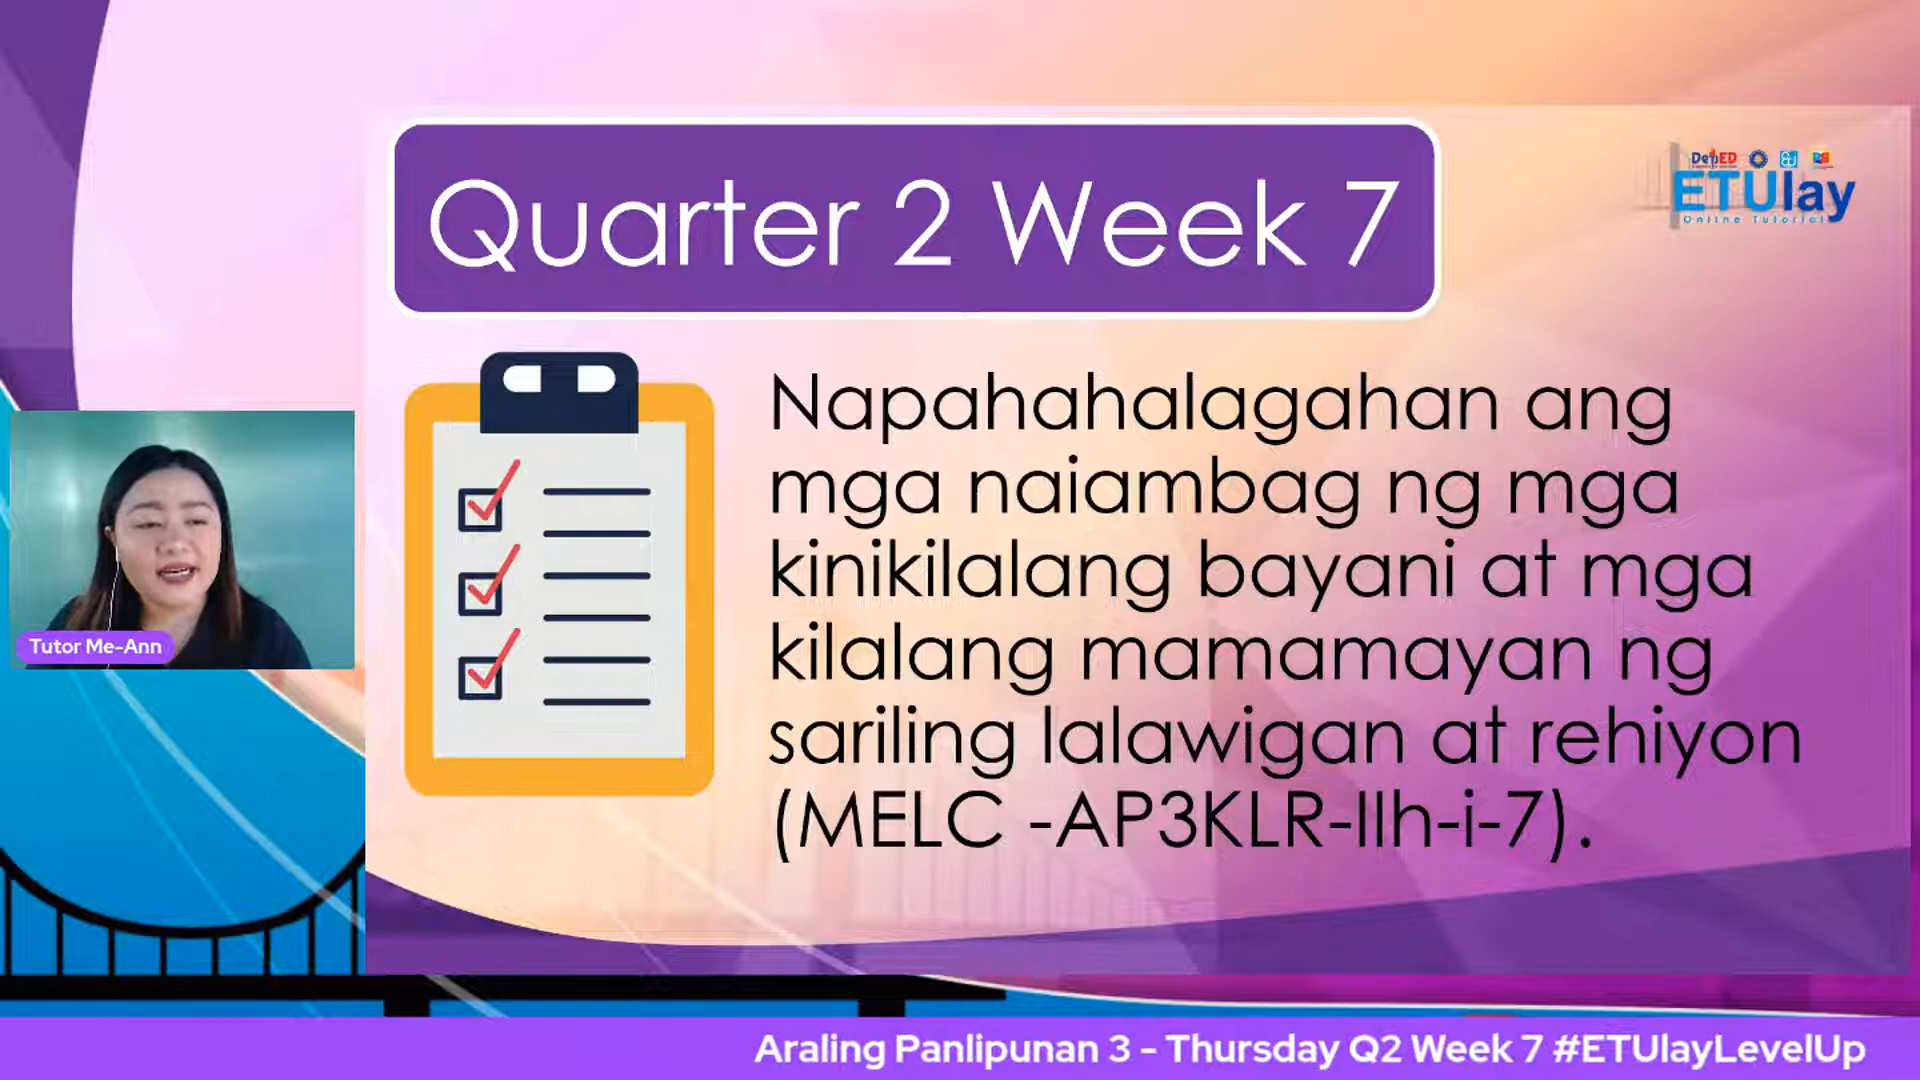 Quarter 2 Week 7
DepED
ETUlay
Online Tutorial
Napahahalagahan ang
mga naiambag ng mga
kinikilalang bayani at mga
kilalang mamamayan ng
sariling lalawigan at rehiyon
(MELC -AP3KLR-IIh-i-7).
Tutor Me-Ann
Araling Panlipunan 3 - Thursday Q2 Week 7 #ETUlayLevelUp